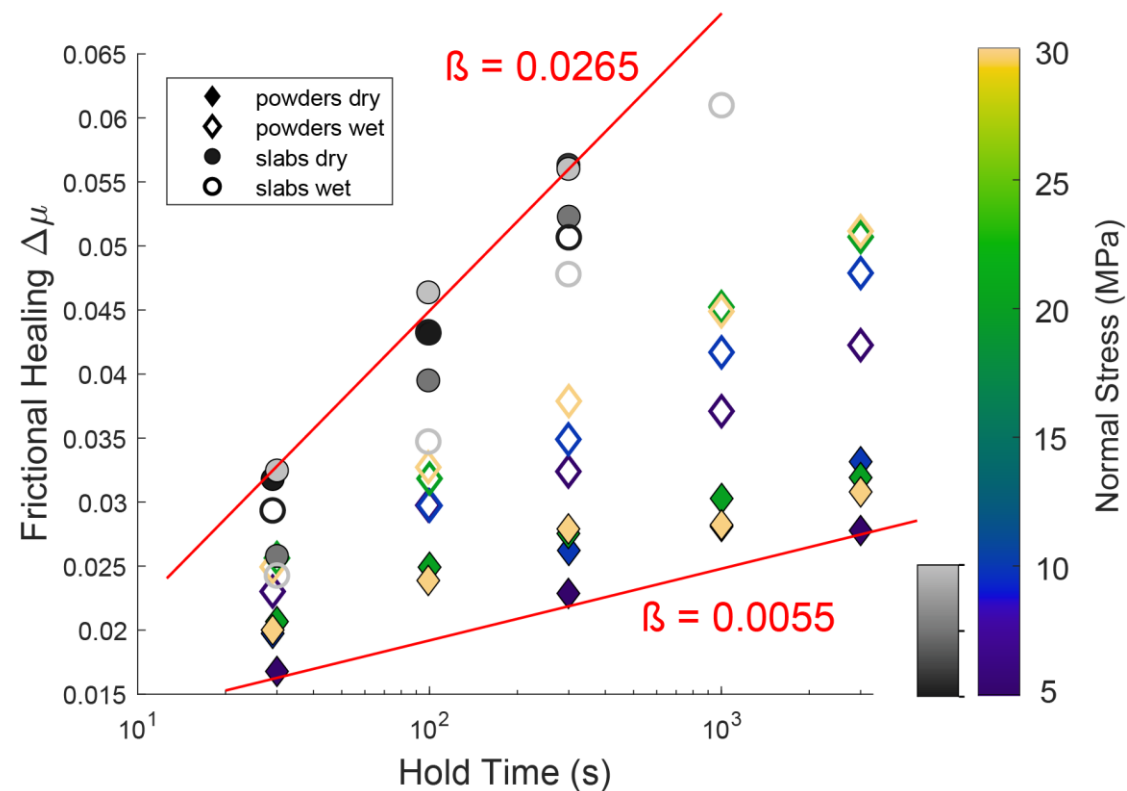 0.065
0.06
0.055
0.05
0.045
0.04
0.035
0.03
0.025
0.02
0.015
Frictional Healing Δμ
powders dry
powders wet
slabs dry
slabs wet
ß = 0.0265
ß = 0.0055
10¹
10²
10³
Hold Time (s)
30
25
20
15
10
5
Normal Stress (MPa)